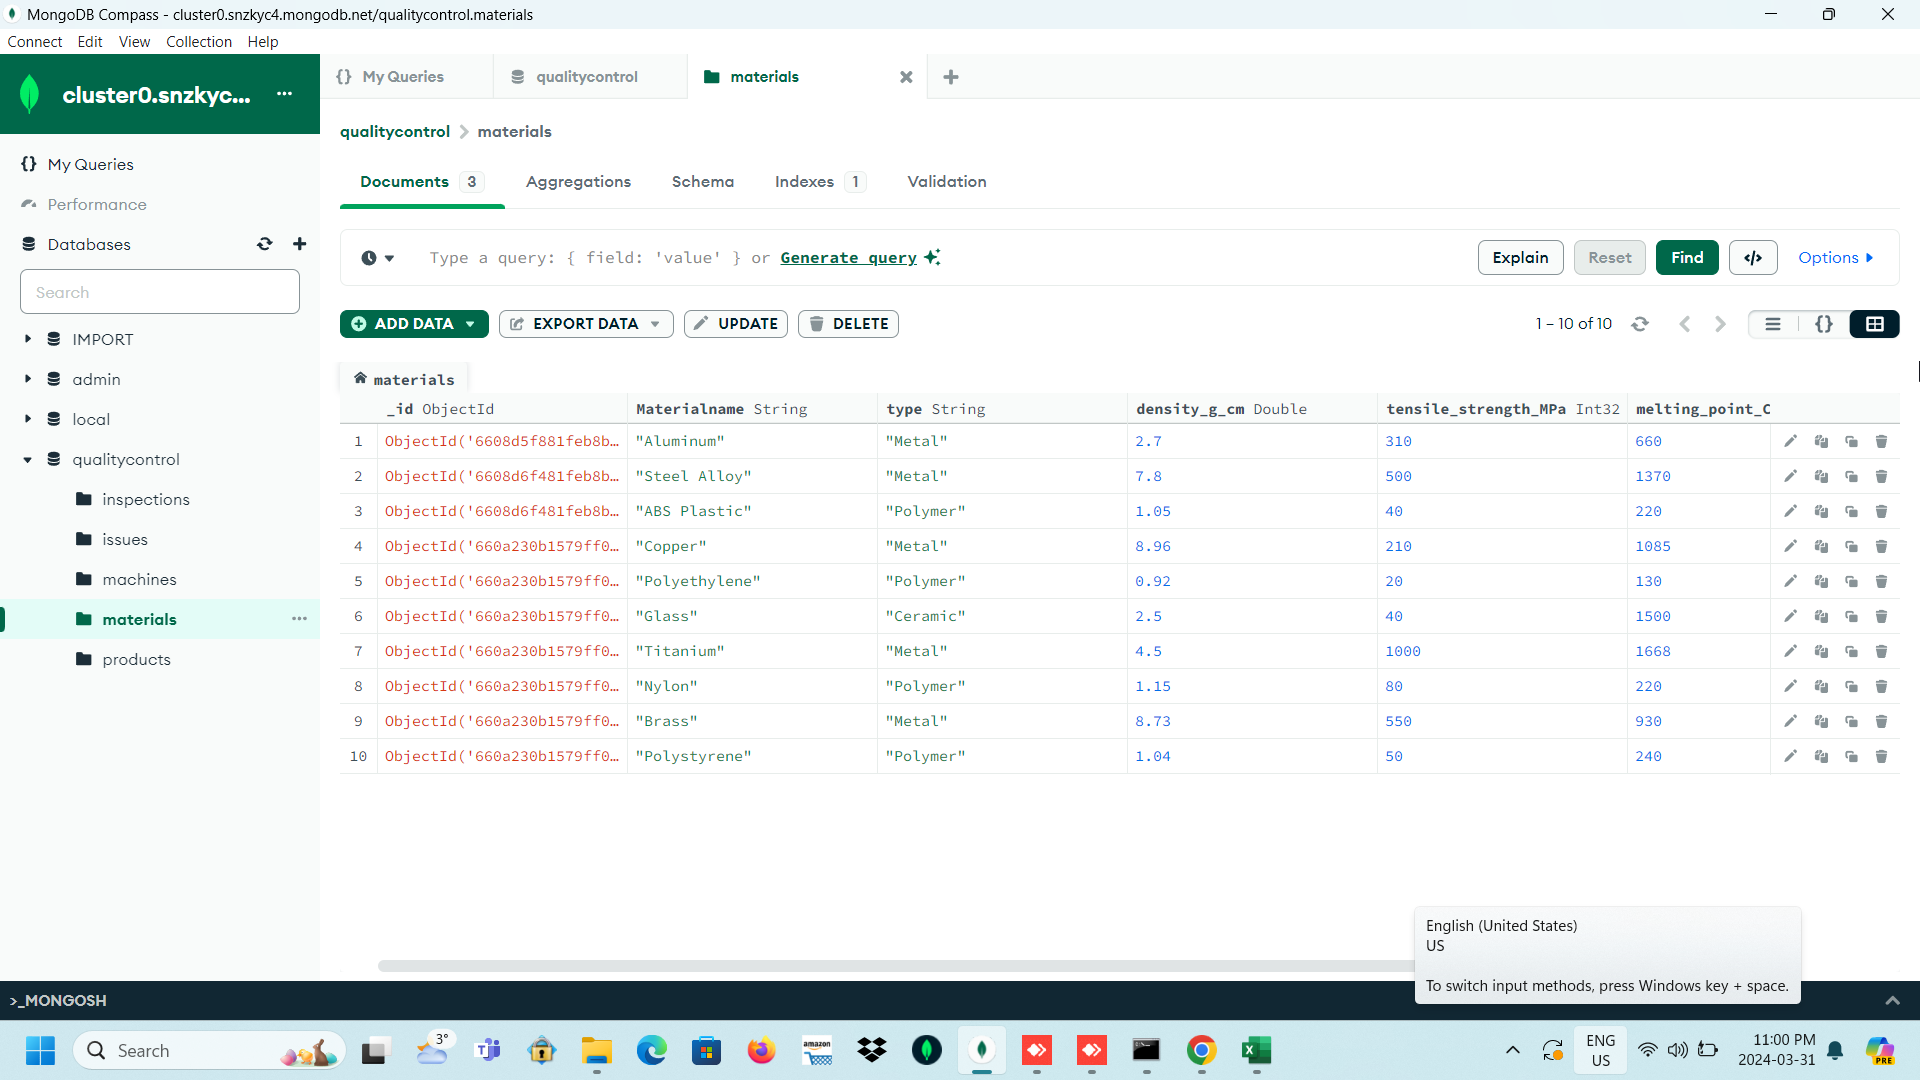 MongoDB Compass - cluster0.snzkyc4.mongodb.net/qualitycontrol.materials
Connect Edit View Collection Help
cluster0.snzkyc... ...
My Queries
Performance
Databases
Search
IMPORT
admin
local
qualitycontrol
inspections
issues
machines
materials ...
products
{} My Queries qualitycontrol materials
qualitycontrol > materials
Documents 3 Aggregations Schema Indexes 1 Validation
Type a query: { field: 'value' } or Generate query
Explain Reset Find </> Options
ADD DATA EXPORT DATA UPDATE DELETE
1 – 10 of 10 {}
materials
_id ObjectId Materialname String type String density_g_cm Double tensile_strength_MPa Int32 melting_point_C
1 ObjectId('6608d5f881feb8b… "Aluminum" "Metal" 2.7 310 660
2 ObjectId('6608d6f481feb8b… "Steel Alloy" "Metal" 7.8 500 1370
3 ObjectId('6608d6f481feb8b… "ABS Plastic" "Polymer" 1.05 40 220
4 ObjectId('660a230b1579ff0… "Copper" "Metal" 8.96 210 1085
5 ObjectId('660a230b1579ff0… "Polyethylene" "Polymer" 0.92 20 130
6 ObjectId('660a230b1579ff0… "Glass" "Ceramic" 2.5 40 1500
7 ObjectId('660a230b1579ff0… "Titanium" "Metal" 4.5 1000 1668
8 ObjectId('660a230b1579ff0… "Nylon" "Polymer" 1.15 80 220
9 ObjectId('660a230b1579ff0… "Brass" "Metal" 8.73 550 930
10 ObjectId('660a230b1579ff0… "Polystyrene" "Polymer" 1.04 50 240
English (United States)
US
To switch input methods, press Windows key + space.
>_MONGOSH
Search
3°
amazon
ENG
US
11:00 PM
2024-03-31
PRE